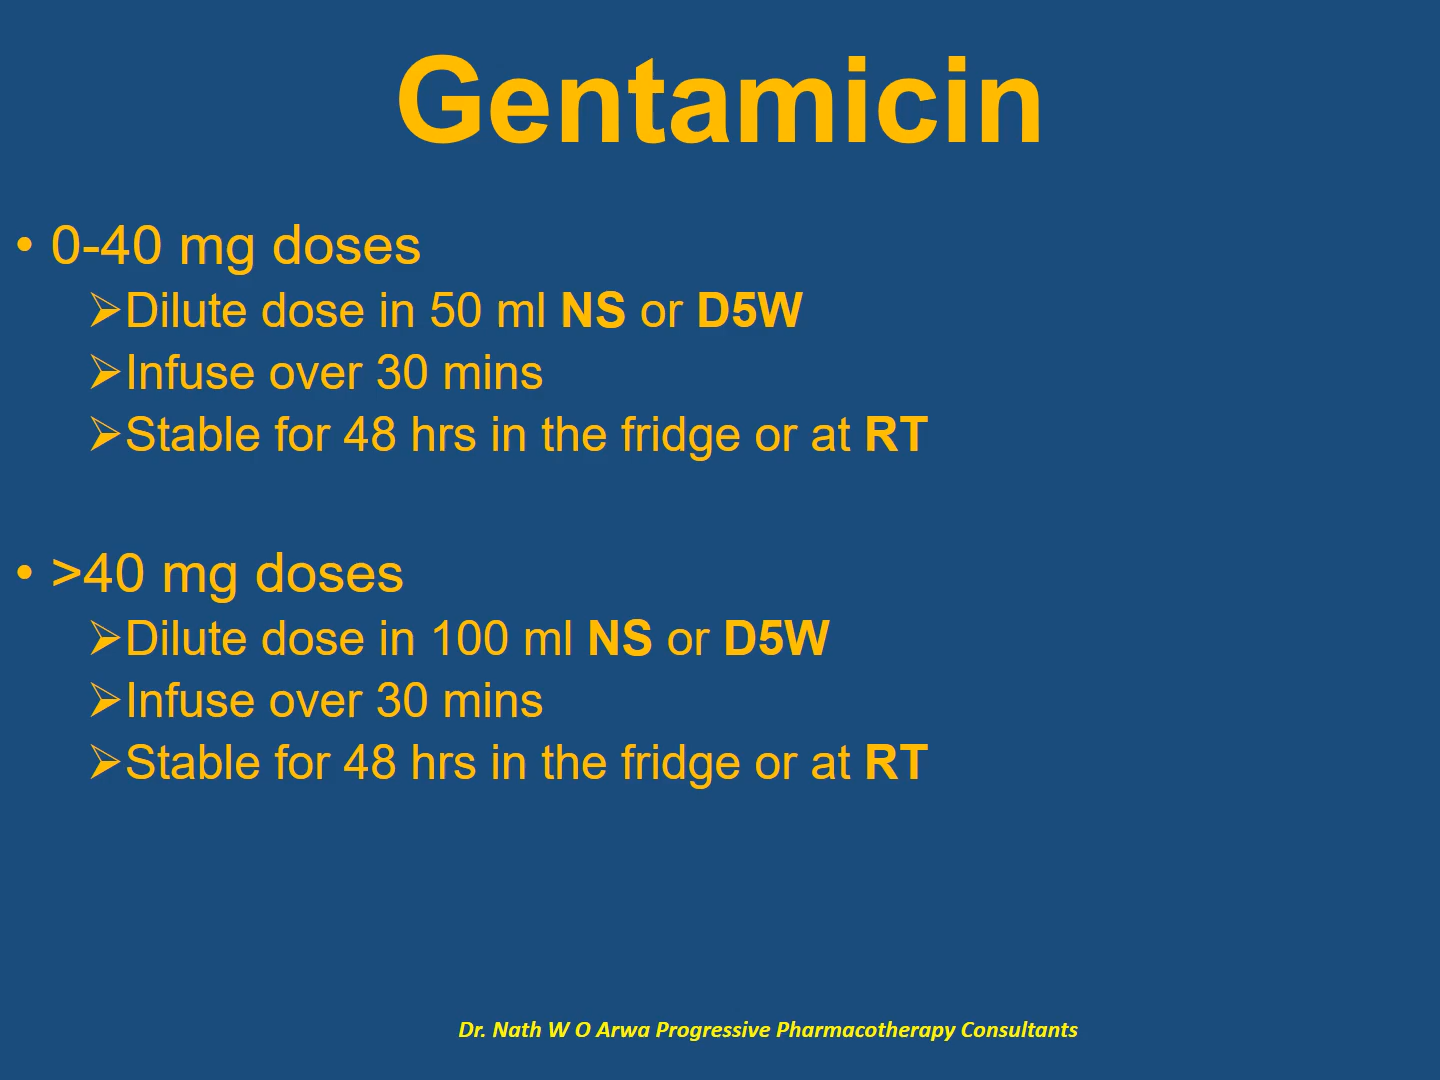 Gentamicin
• 0-40 mg doses
➢Dilute dose in 50 ml NS or D5W
➢Infuse over 30 mins
➢Stable for 48 hrs in the fridge or at RT
• >40 mg doses
➢Dilute dose in 100 ml NS or D5W
➢Infuse over 30 mins
➢Stable for 48 hrs in the fridge or at RT
Dr. Nath W O Arwa Progressive Pharmacotherapy Consultants